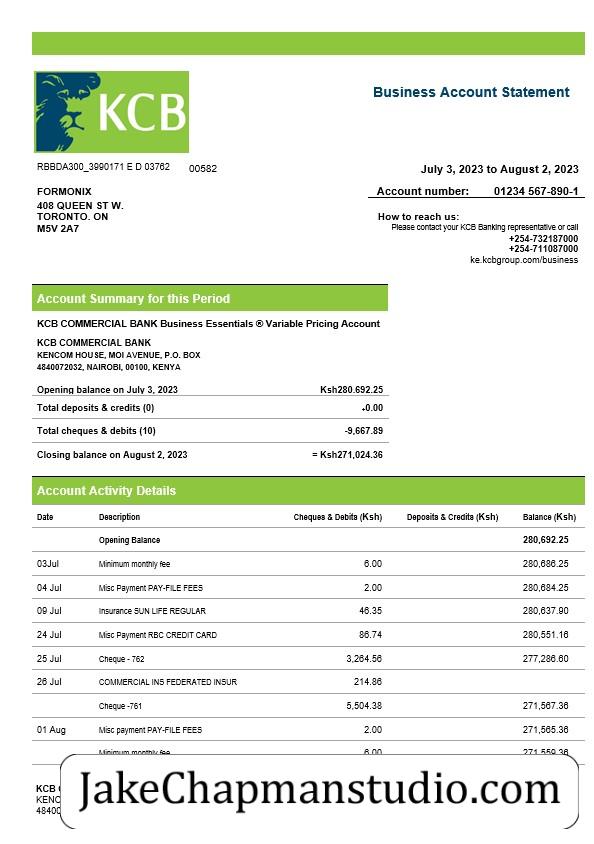 KCB
Business Account Statement
RBBDA300_3990171 E D 03762 00582
July 3, 2023 to August 2, 2023
FORMONIX
Account number: 01234 567-890-1
408 QUEEN ST W.
TORONTO. ON
M5V 2A7
How to reach us:
Please contact your KCB Banking representative or call
+254-732187000
+254-711087000
ke.kcbgroup.com/business
Account Summary for this Period
KCB COMMERCIAL BANK Business Essentials ® Variable Pricing Account
KCB COMMERCIAL BANK
KENCOM HOUSE, MOI AVENUE, P.O. BOX
4840072032, NAIROBI, 00100, KENYA
Opening balance on July 3, 2023 Ksh280.692.25
Total deposits & credits (0) +0.00
Total cheques & debits (10) -9,667.89
Closing balance on August 2, 2023 = Ksh271,024.36
Account Activity Details
Date Description Cheques & Debits (Ksh) Deposits & Credits (Ksh) Balance (Ksh)
Opening Balance 280,692.25
03Jul Minimum monthly fee 6.00 280,686.25
04 Jul Misc Payment PAY-FILE FEES 2.00 280,684.25
09 Jul Insurance SUN LIFE REGULAR 46.35 280,637.90
24 Jul Misc Payment RBC CREDIT CARD 86.74 280,551.16
25 Jul Cheque - 762 3,264.56 277,286.60
26 Jul COMMERCIAL INS FEDERATED INSUR 214.86
Cheque -761 5,504.38 271,567.36
01 Aug Misc payment PAY-FILE FEES 2.00 271,565.36
Minimum monthly fee 6.00 271,559.36
KCB
KENC
4840
JakeChapmanstudio.com